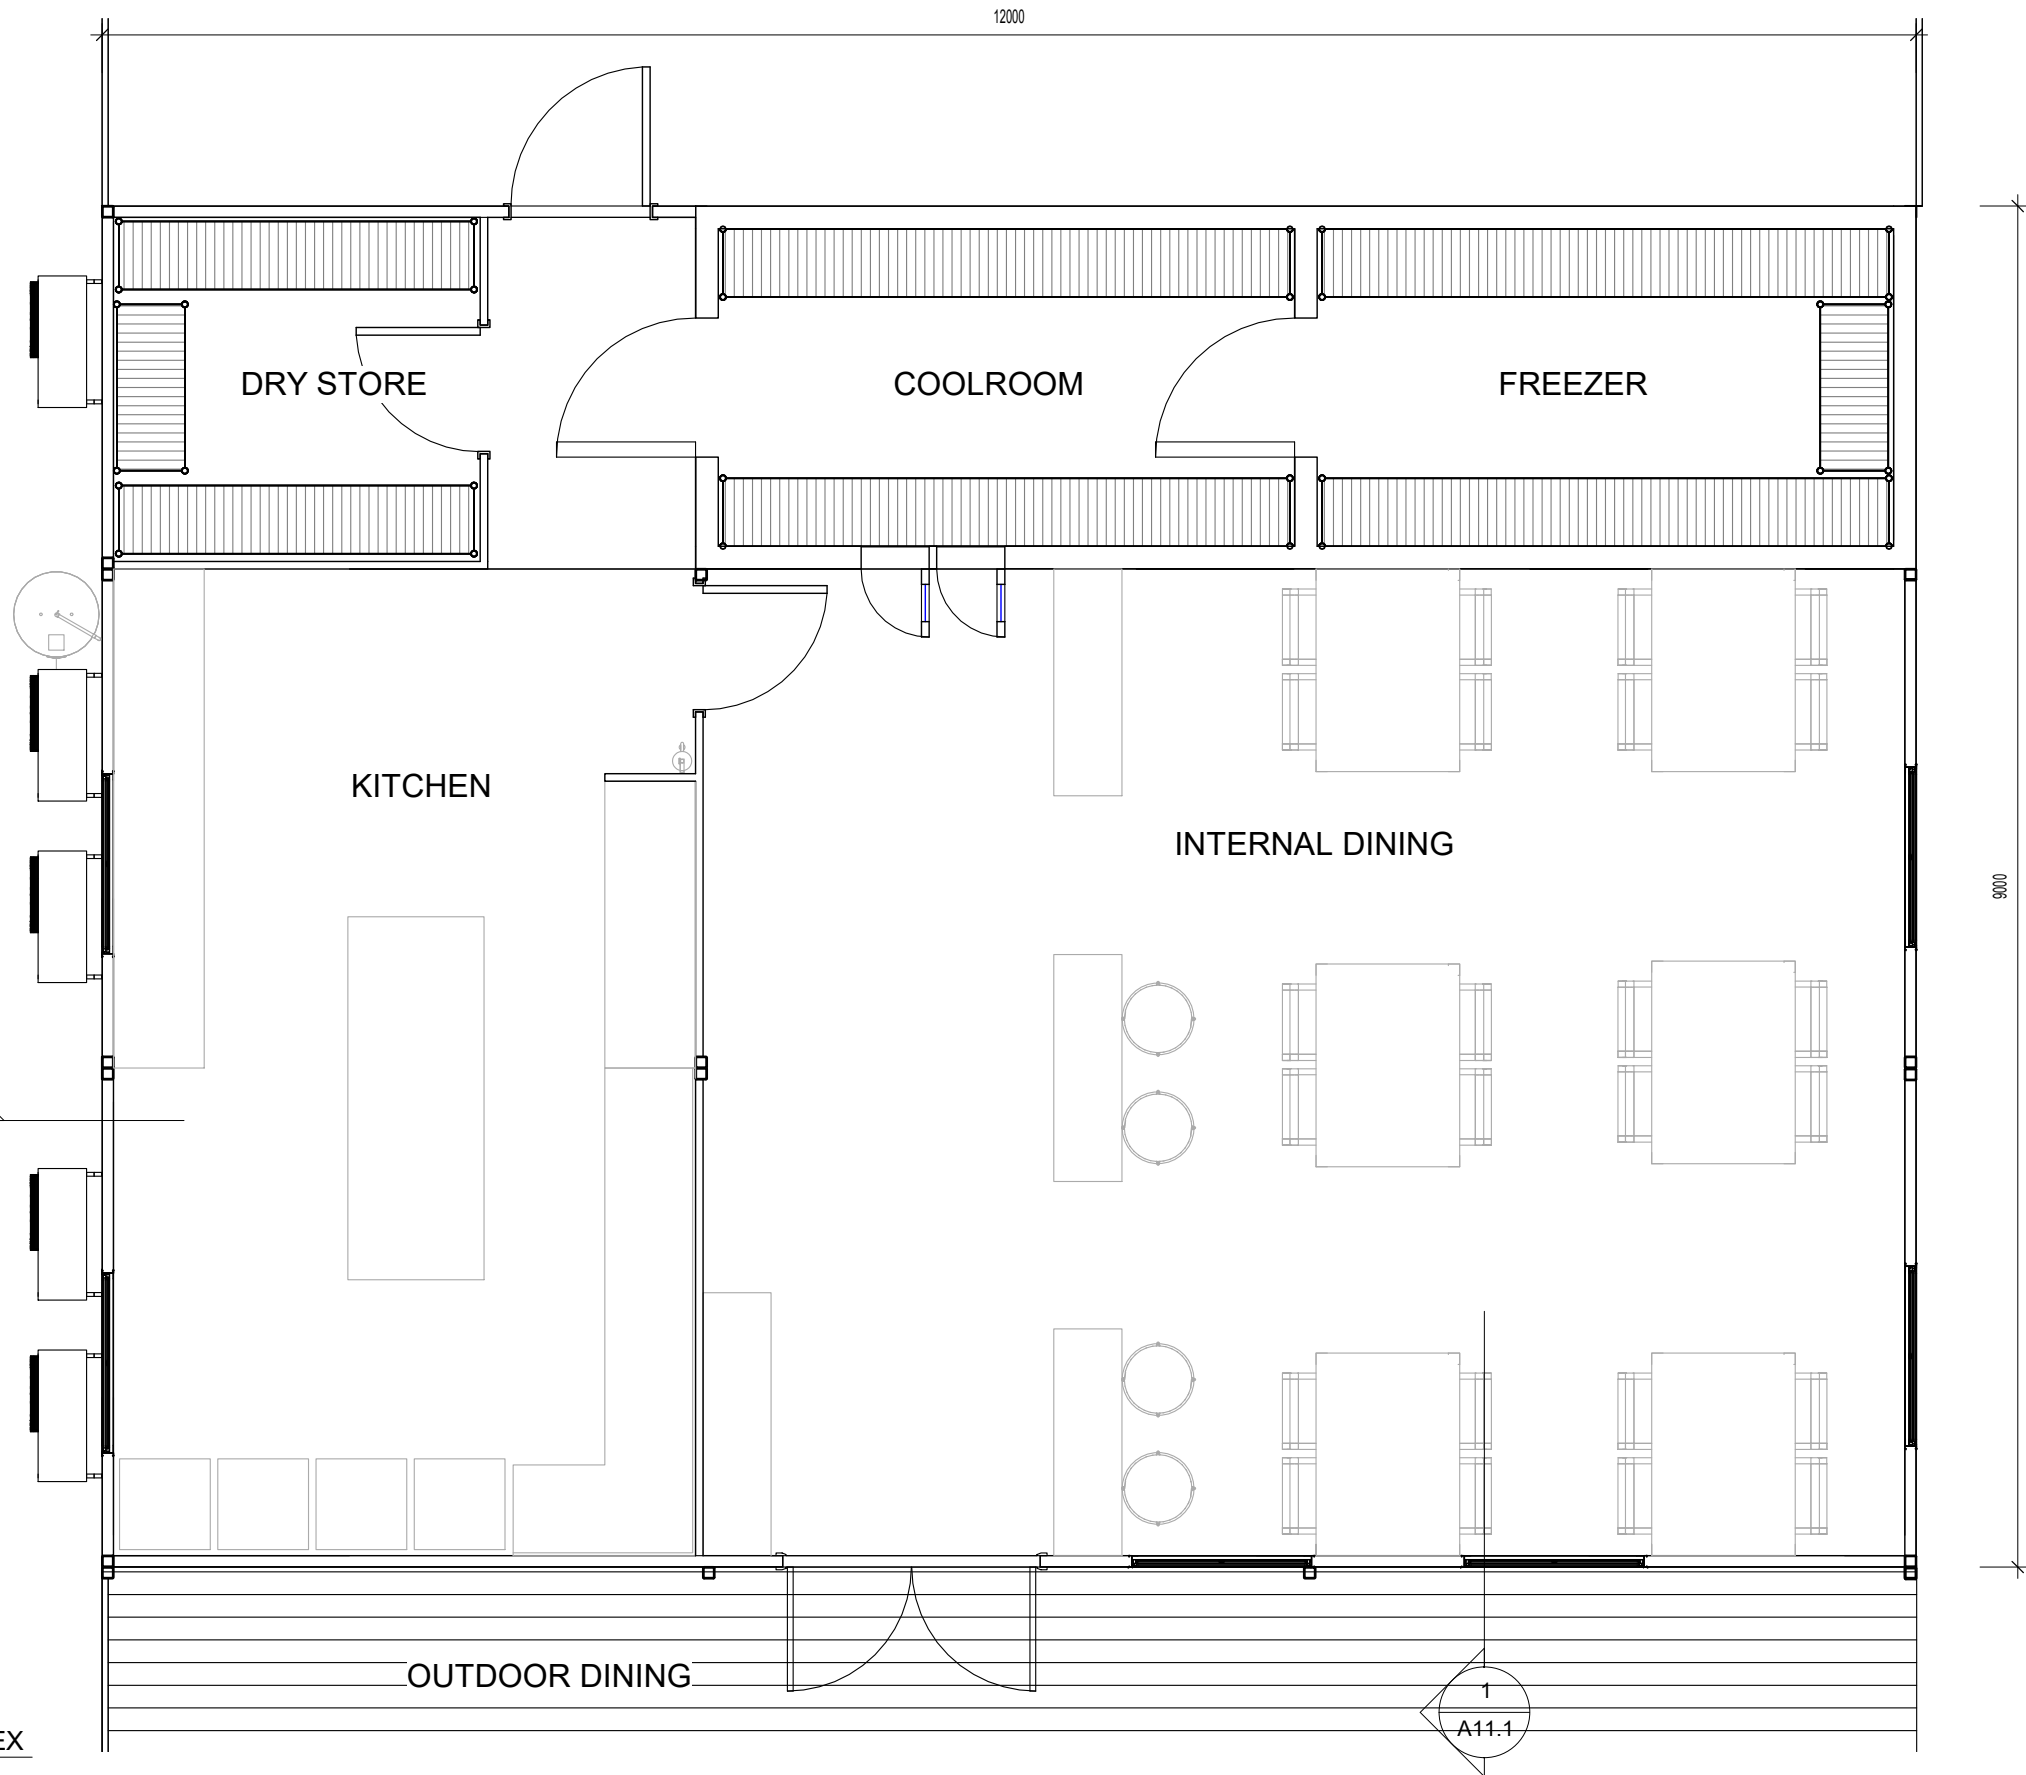 12000
DRY STORE
COOLROOM
FREEZER
KITCHEN
INTERNAL DINING
9000
OUTDOOR DINING
1
A11.1
EX